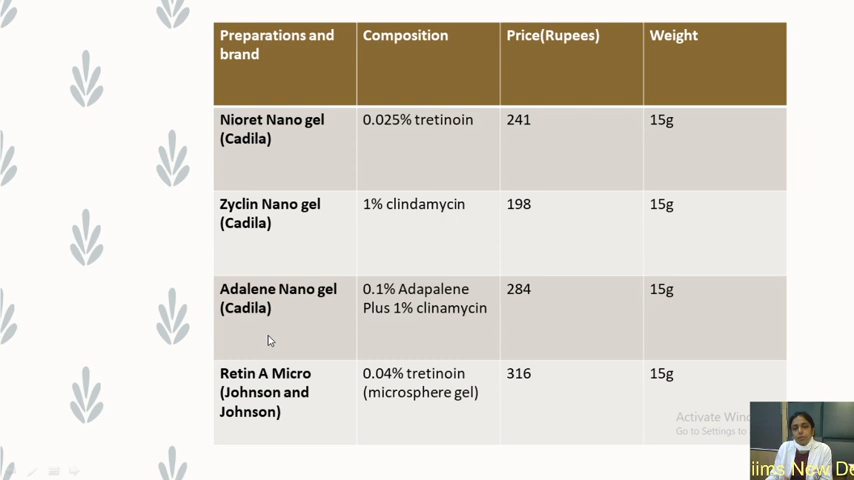 Preparations and
brand
Composition
Price(Rupees)
Weight
Nioret Nano gel
(Cadila)
0.025% tretinoin
241
15g
Zyclin Nano gel
(Cadila)
1% clindamycin
198
15g
Adalene Nano gel
(Cadila)
0.1% Adapalene
Plus 1% clinamycin
284
15g
Retin A Micro
(Johnson and
Johnson)
0.04% tretinoin
(microsphere gel)
316
15g
Activate Wind
Go to Settings to
iims New De